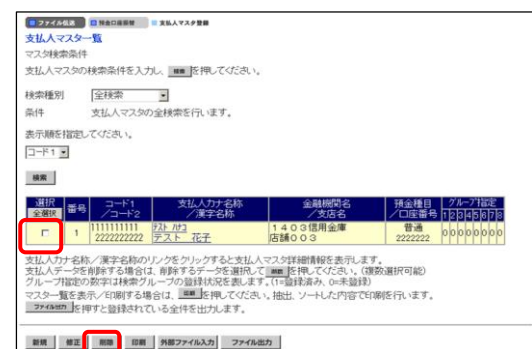 ファイル伝送 預金口座振替 支払人マスタ登録
支払人マスター覧
マスタ検索条件
支払人マスタの検索条件を入力し、 検索 を押してください。
検索種別 全検索
条件 支払人マスタの全検索を行います。
表示順を指定してください。
コード1
検索
選択 番号 コード1 支払人カナ名称 金融機関名 預金種目 グループ指定
全選択 /コード2 /漢字名称 /支店名 /口座番号 1 2 3 4 5 6 7 8
1 1111111111 テスト ハナコ 1403信用金庫 普通 0 0 0 0 0 0 0 0
2222222222 テスト 花子 店舗003 2222222
支払人カナ名称/漢字名称のリンクをクリックすると支払人マスタ詳細情報を表示します。
支払人データを削除する場合は、削除するデータを選択して 削除 を押してください。(複数選択可能)
グループ指定の数字は検索グループの登録状況を表します。(1=登録済み、0=未登録)
マスター覧を表示/印刷する場合は、 印刷 を押してください。抽出、ソートした内容で印刷を行います。
ファイル出力 を押すと登録されている全件を出力します。
新規 修正 削除 印刷 外部ファイル入力 ファイル出力